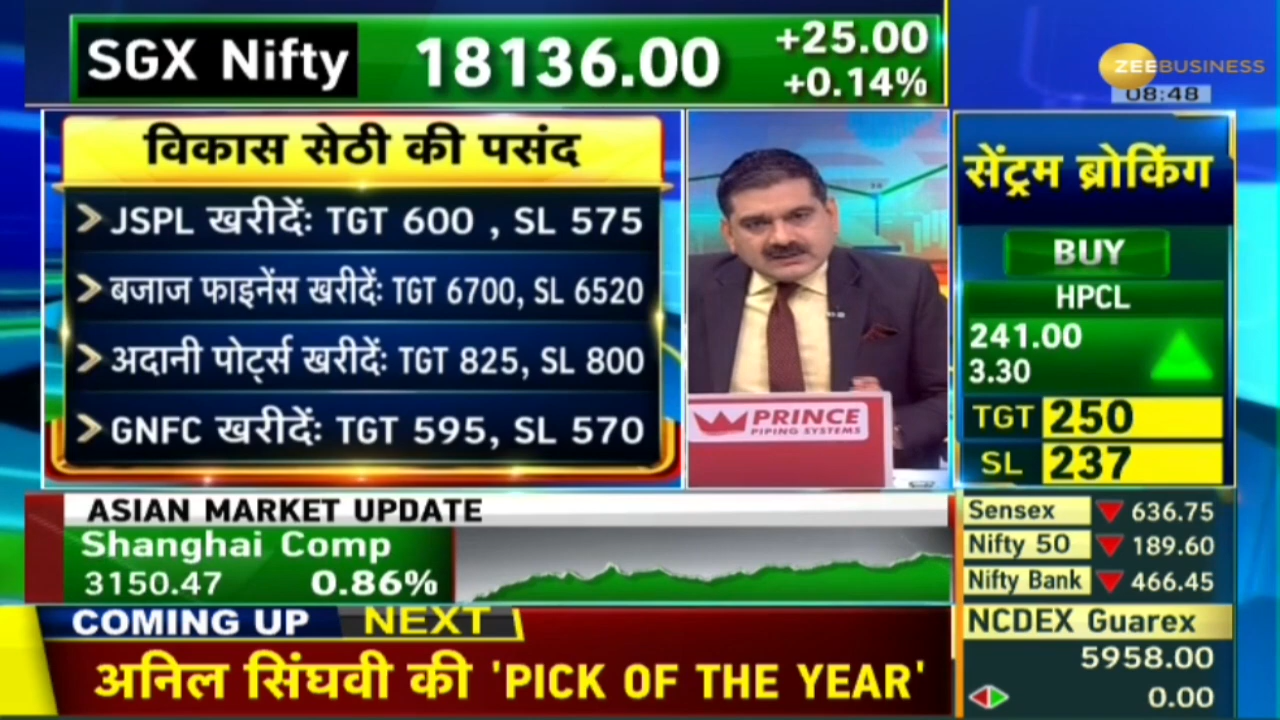 SGX Nifty 18136.00 +25.00
+0.14%
ZEEBUSINESS
08:48
विकास सेठी की पसंद
JSPL खरीदें: TGT 600 , SL 575
बजाज फाइनेंस खरीदें: TGT 6700, SL 6520
अदानी पोर्ट्स खरीदें: TGT 825, SL 800
GNFC खरीदें: TGT 595, SL 570
PRINCE
PIPING SYSTEMS
सेंट्रम ब्रोकिंग
BUY
HPCL
241.00
3.30
TGT 250
SL 237
ASIAN MARKET UPDATE
Shanghai Comp
3150.47 0.86%
Sensex 636.75
Nifty 50 189.60
Nifty Bank 466.45
NCDEX Guarex
5958.00
0.00
COMING UP NEXT
अनिल सिंघवी की 'PICK OF THE YEAR'